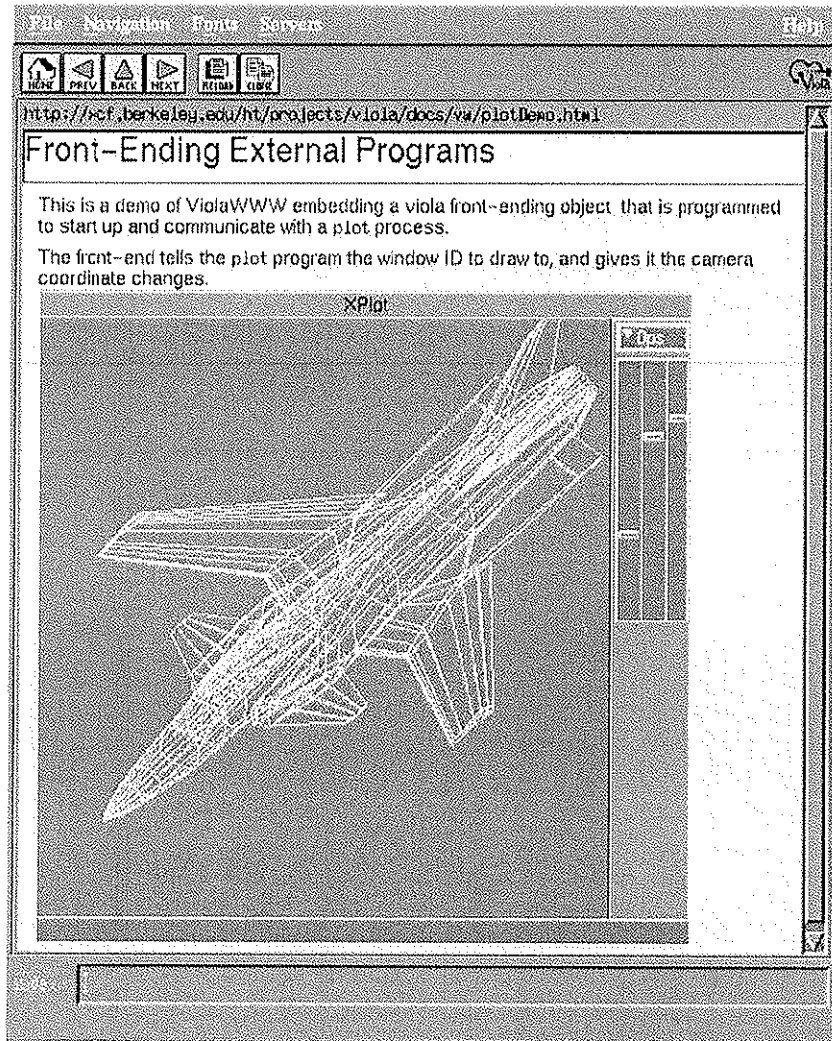 File Navigation Fonts Servers Help
HOME PREV BACK NEXT RELOAD CLONE
Viola
http://xcf.berkeley.edu/ht/projects/viola/docs/vw/plotDemo.html
Front-Ending External Programs
This is a demo of ViolaWWW embedding a viola front-ending object, that is programmed
to start up and communicate with a plot process.
The front-end tells the plot program the window ID to draw to, and gives it the camera
coordinate changes.
XPlot
Ops